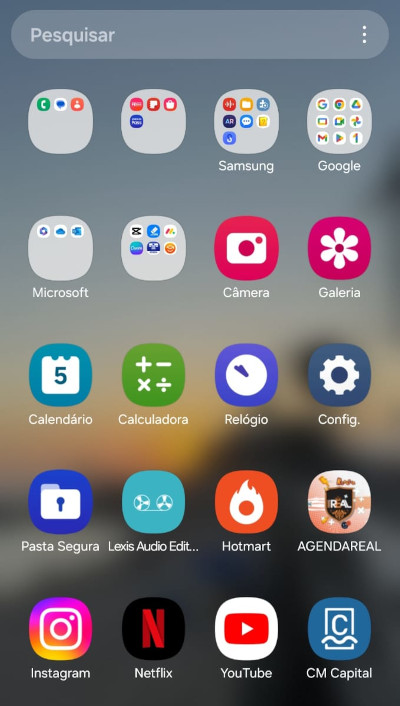 Pesquisar
Samsung
Google
Microsoft
Câmera
Galeria
5
Calendário
Calculadora
Relógio
Config.
Pasta Segura
Lexis Audio Edit...
Hotmart
AGENDAREAL
REAL
Instagram
Netflix
YouTube
CM Capital